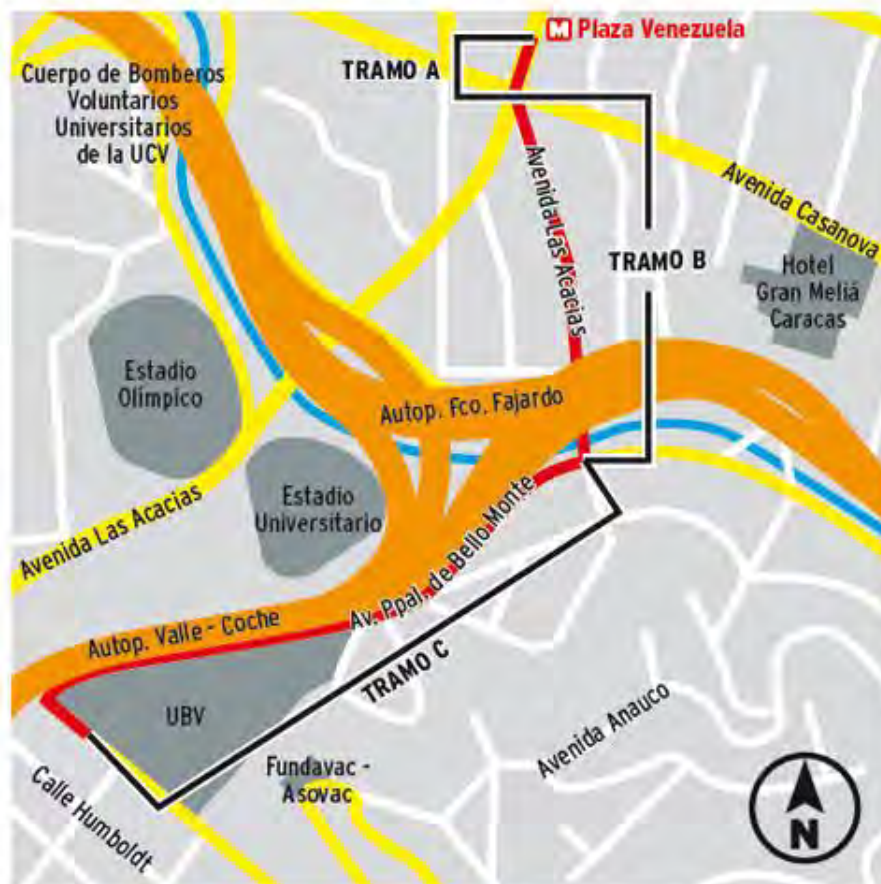 M Plaza Venezuela
TRAMO A
Cuerpo de Bomberos
Voluntarios
Universitarios
de la UCV
Avenida Casanova
Avenida Las Acacias
TRAMO B
Hotel
Gran Meliá
Caracas
Estadio
Olímpico
Autop. Fco. Fajardo
Estadio
Universitario
Avenida Las Acacias
Av. Ppal. de Bello Monte
Autop. Valle - Coche
TRAMO C
UBV
Avenida Anauco
Fundavac -
Asovac
Calle Humboldt
N